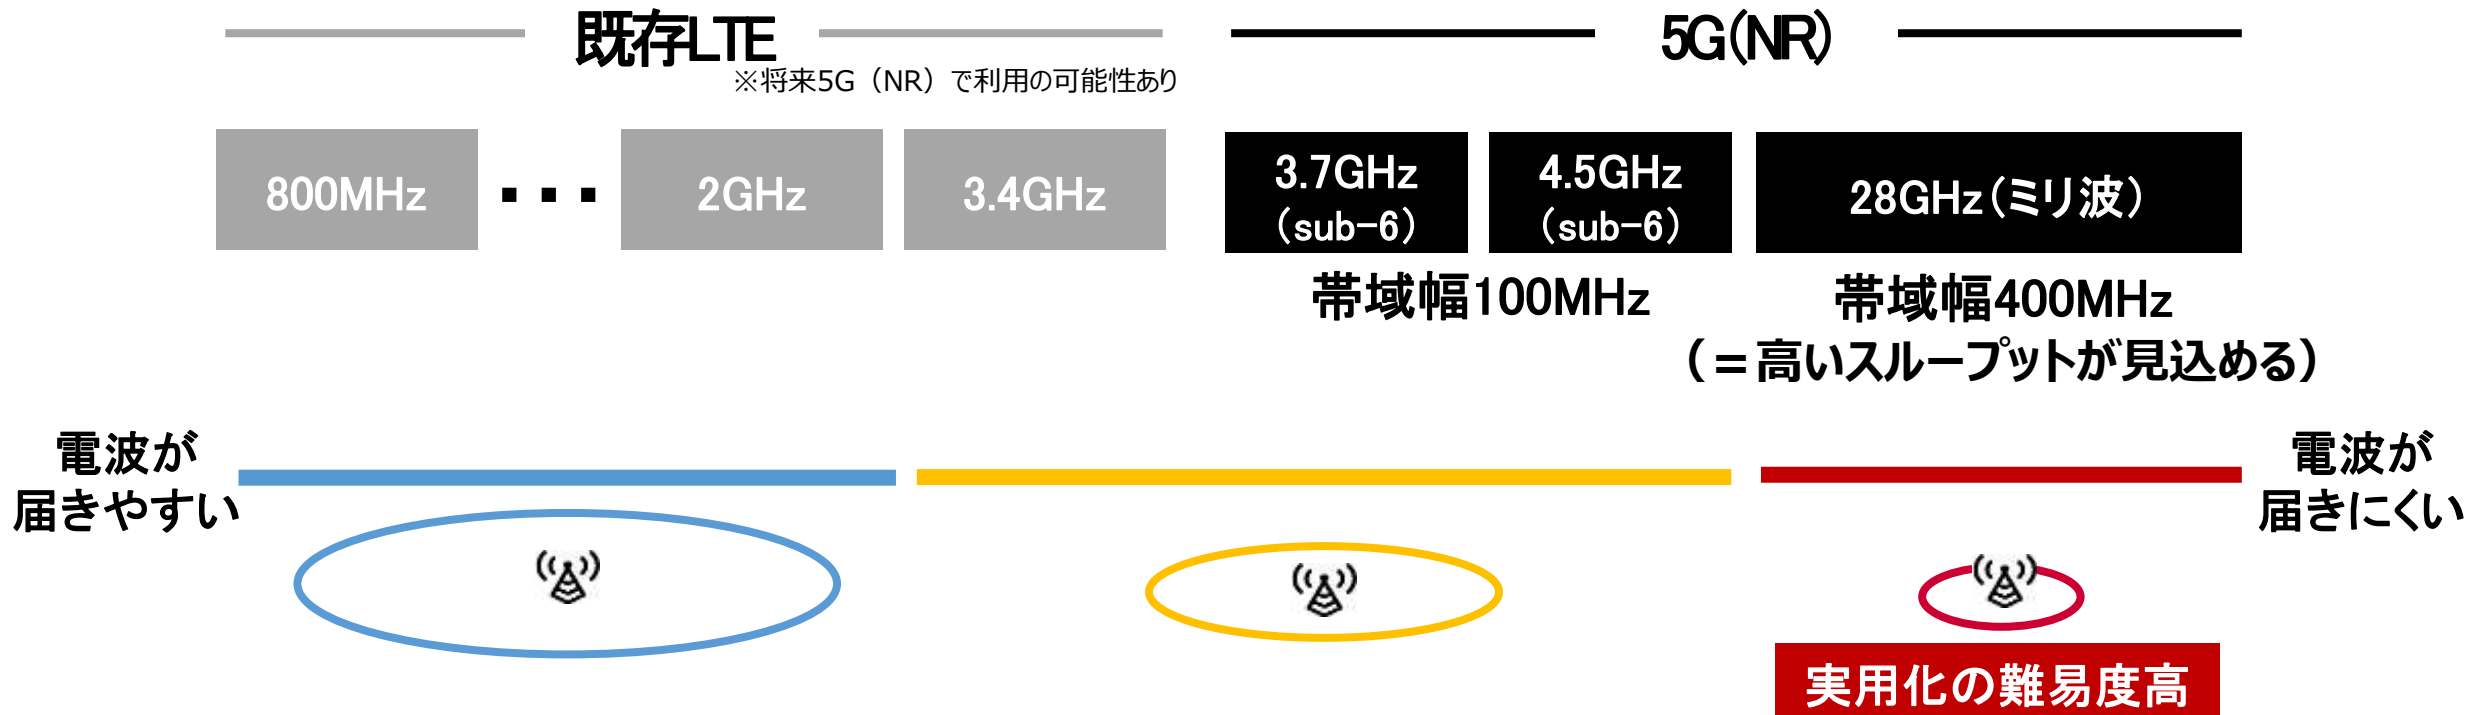 既存LTE
※将来5G（NR）で利用の可能性あり
5G(NR)
800MHz
・・・
2GHz
3.4GHz
3.7GHz
（sub-6）
4.5GHz
（sub-6）
28GHz（ミリ波）
帯域幅100MHz
帯域幅400MHz
（＝高いスループットが見込める）
電波が
届きやすい
電波が
届きにくい
実用化の難易度高